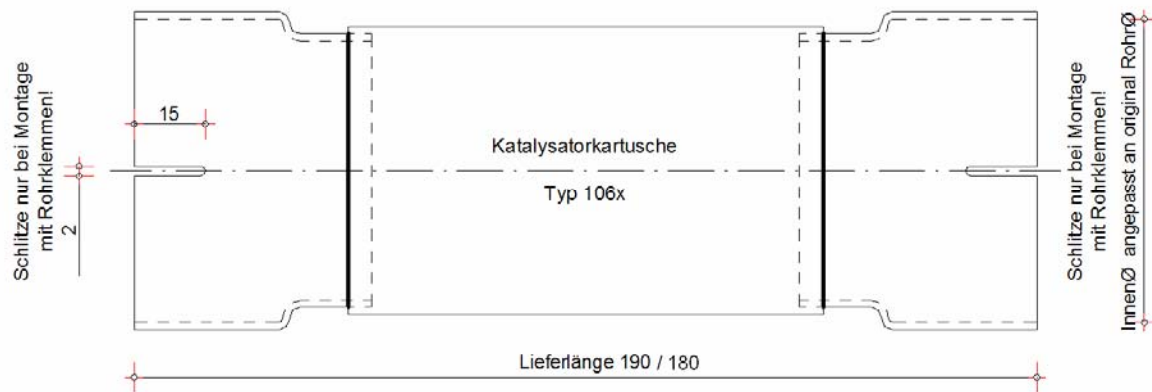 Schlitze nur bei Montage
mit Rohrklemmen!
15
2
Katalysatorkartusche
Typ 106x
Schlitze nur bei Montage
mit Rohrklemmen!
InnenØ angepasst an original RohrØ
Lieferlänge 190 / 180